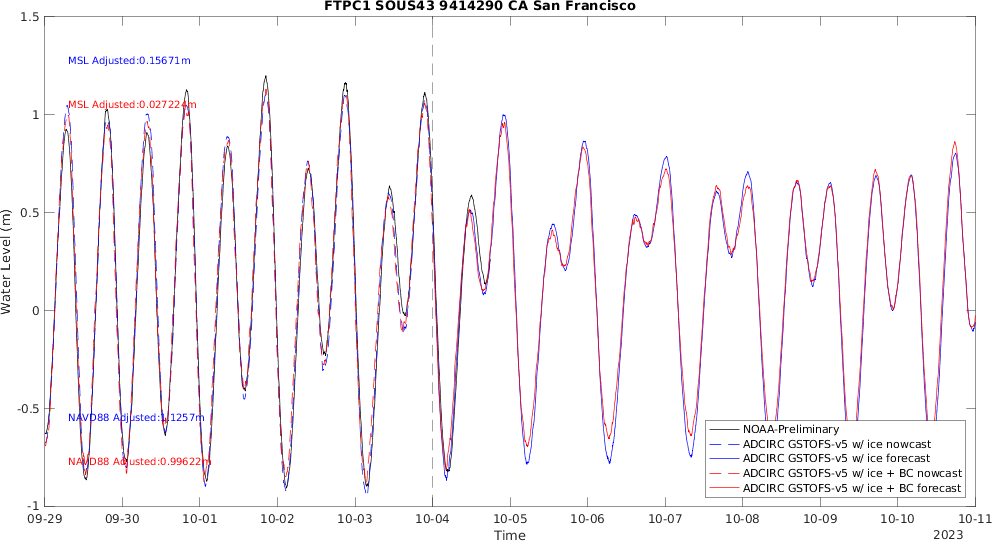 FTPC1 SOUS43 9414290 CA San Francisco
1.5
MSL Adjusted:0.15671m
MSL Adjusted:0.027224m
1
0.5
Water Level (m)
0
-0.5
NAVD88 Adjusted:1.1257m
NAVD88 Adjusted:0.99622m
-1
NOAA-Preliminary
ADCIRC GSTOFS-v5 w/ ice nowcast
ADCIRC GSTOFS-v5 w/ ice forecast
ADCIRC GSTOFS-v5 w/ ice + BC nowcast
ADCIRC GSTOFS-v5 w/ ice + BC forecast
09-29 09-30 10-01 10-02 10-03 10-04 10-05 10-06 10-07 10-08 10-09 10-10 10-11
Time
2023